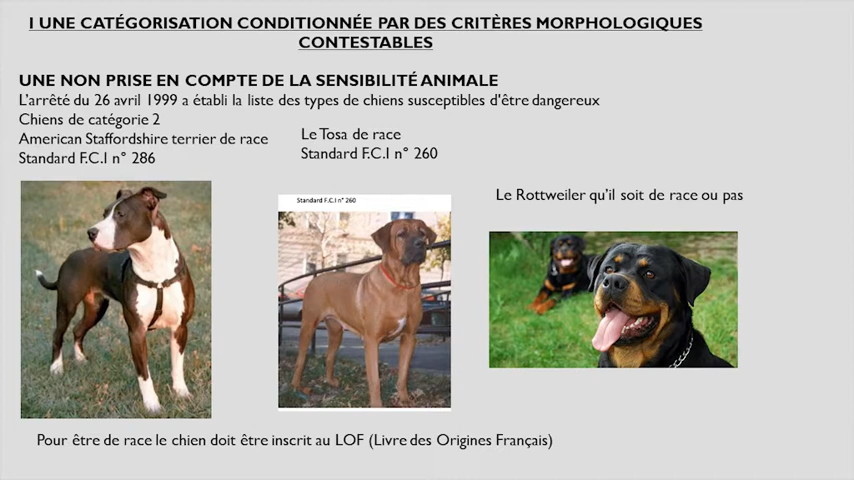 I UNE CATÉGORISATION CONDITIONNÉE PAR DES CRITÈRES MORPHOLOGIQUES
CONTESTABLES
UNE NON PRISE EN COMPTE DE LA SENSIBILITÉ ANIMALE
L'arrêté du 26 avril 1999 a établi la liste des types de chiens susceptibles d'être dangereux
Chiens de catégorie 2
American Staffordshire terrier de race
Standard F.C.I n° 286
Le Tosa de race
Standard F.C.I n° 260
Standard F.C.I n° 260
Le Rottweiler qu'il soit de race ou pas
Pour être de race le chien doit être inscrit au LOF (Livre des Origines Français)